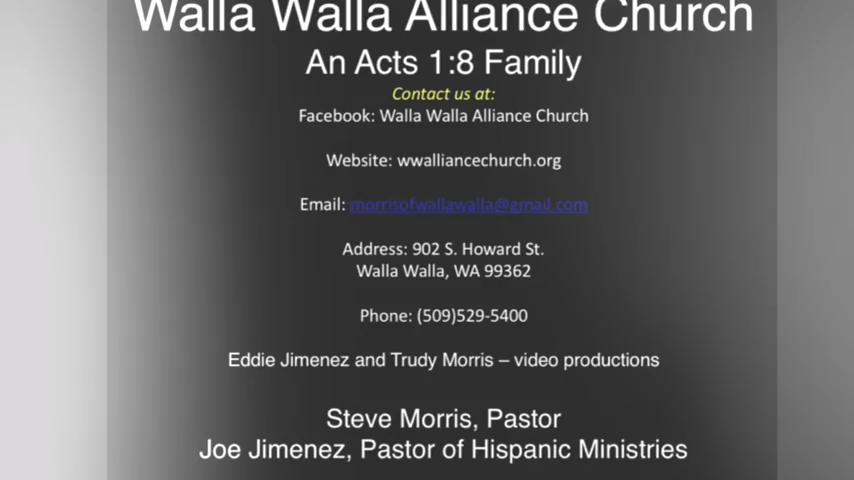 Walla Walla Alliance Church
An Acts 1:8 Family
Contact us at:
Facebook: Walla Walla Alliance Church
Website: wwalliancechurch.org
Email: morrisofwallawalla@gmail.com
Address: 902 S. Howard St.
Walla Walla, WA 99362
Phone: (509)529-5400
Eddie Jimenez and Trudy Morris – video productions
Steve Morris, Pastor
Joe Jimenez, Pastor of Hispanic Ministries